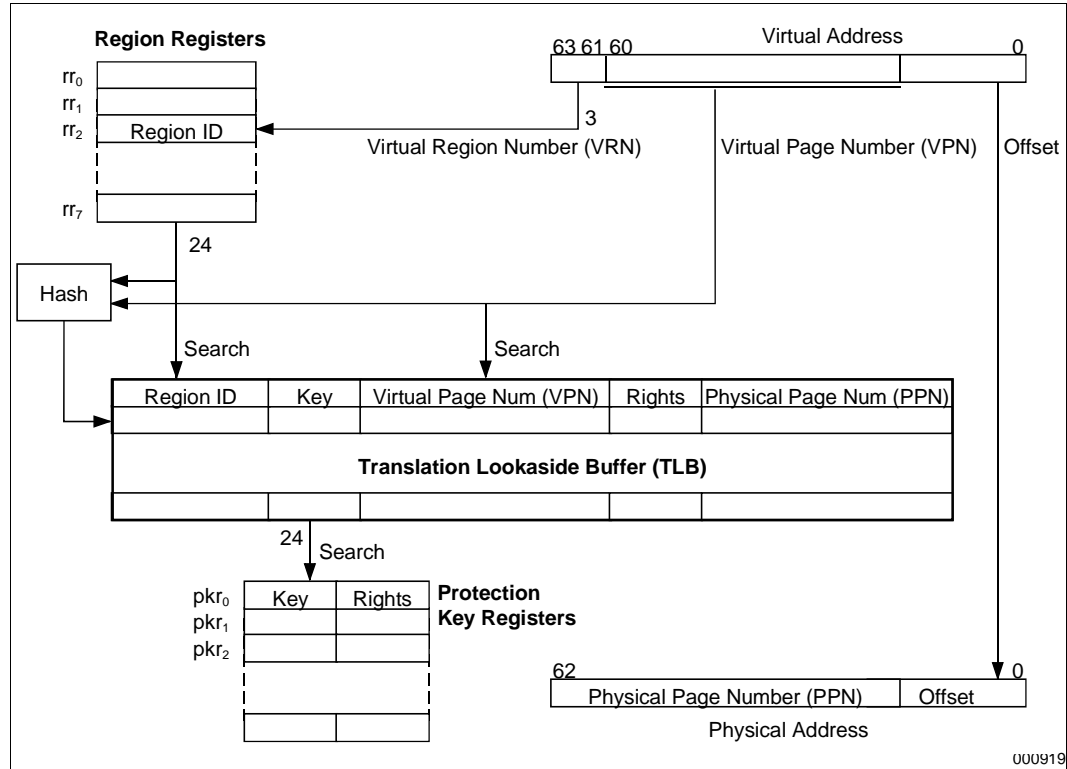 Region Registers
63 61 60 Virtual Address 0
rr0
rr1
rr2 Region ID
3
Virtual Region Number (VRN)
Virtual Page Number (VPN)
Offset
rr7
24
Hash
Search
Search
Region ID Key Virtual Page Num (VPN) Rights Physical Page Num (PPN)
Translation Lookaside Buffer (TLB)
24
Search
pkr0 Key Rights Protection
pkr1 Key Registers
pkr2
62 0
Physical Page Number (PPN) Offset
Physical Address
000919